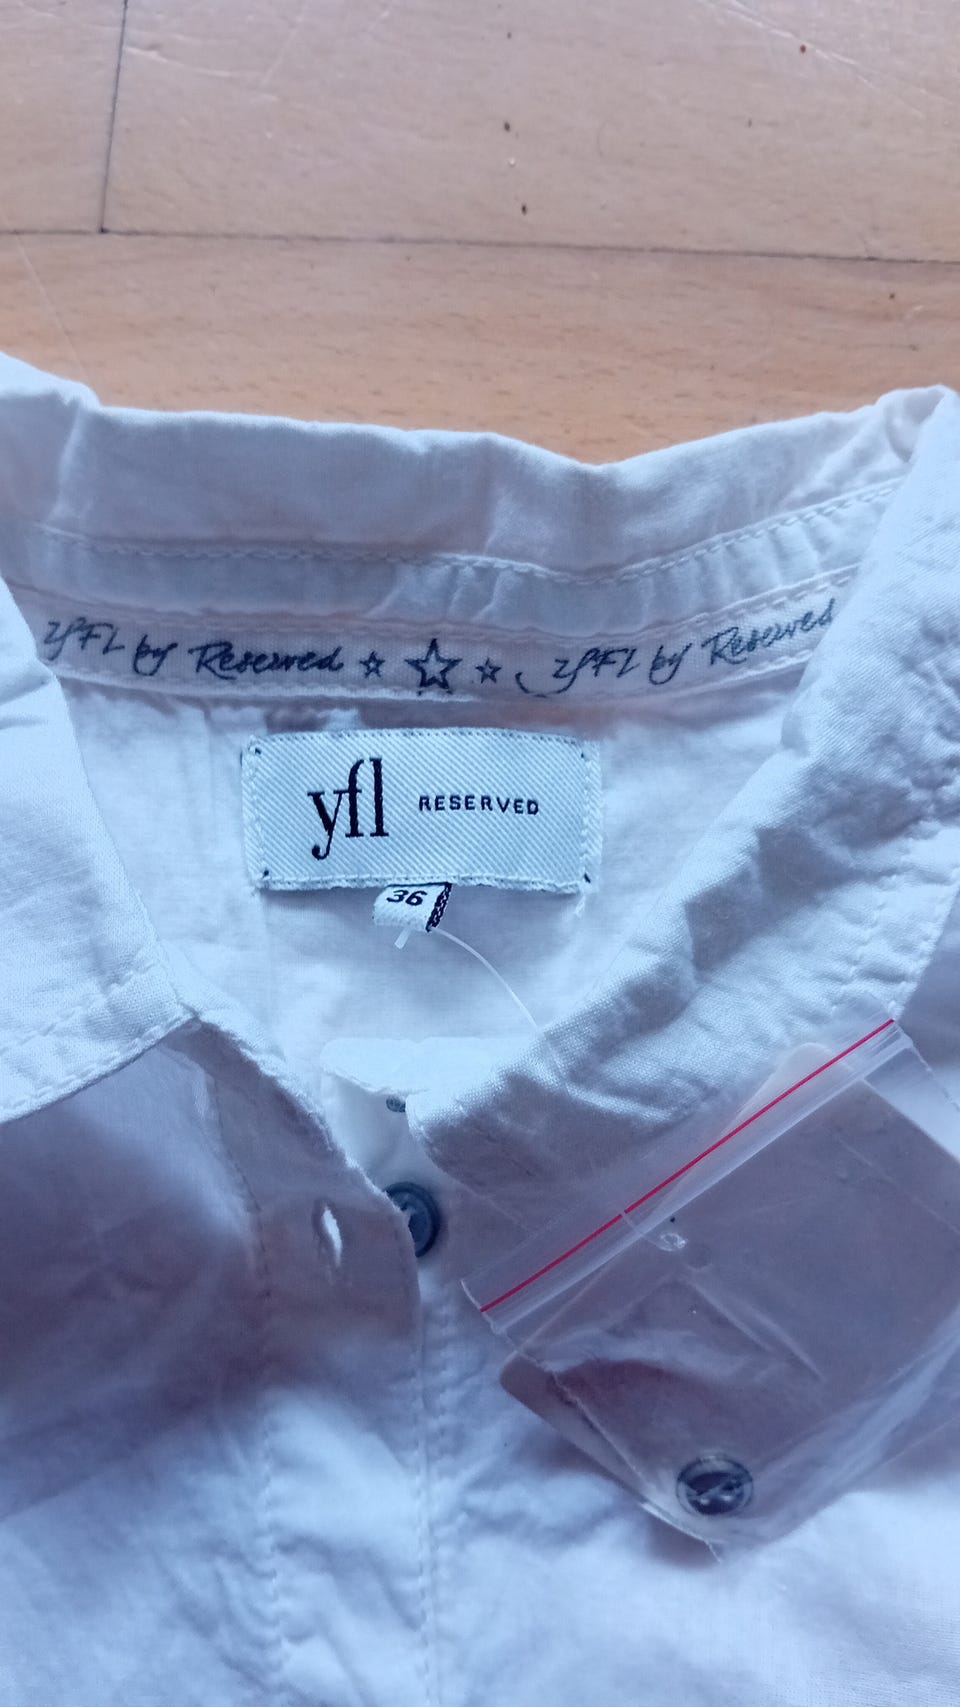 YFL by Reserved ☆ ☆ ☆ YFL by Reserved
yfl RESERVED
36